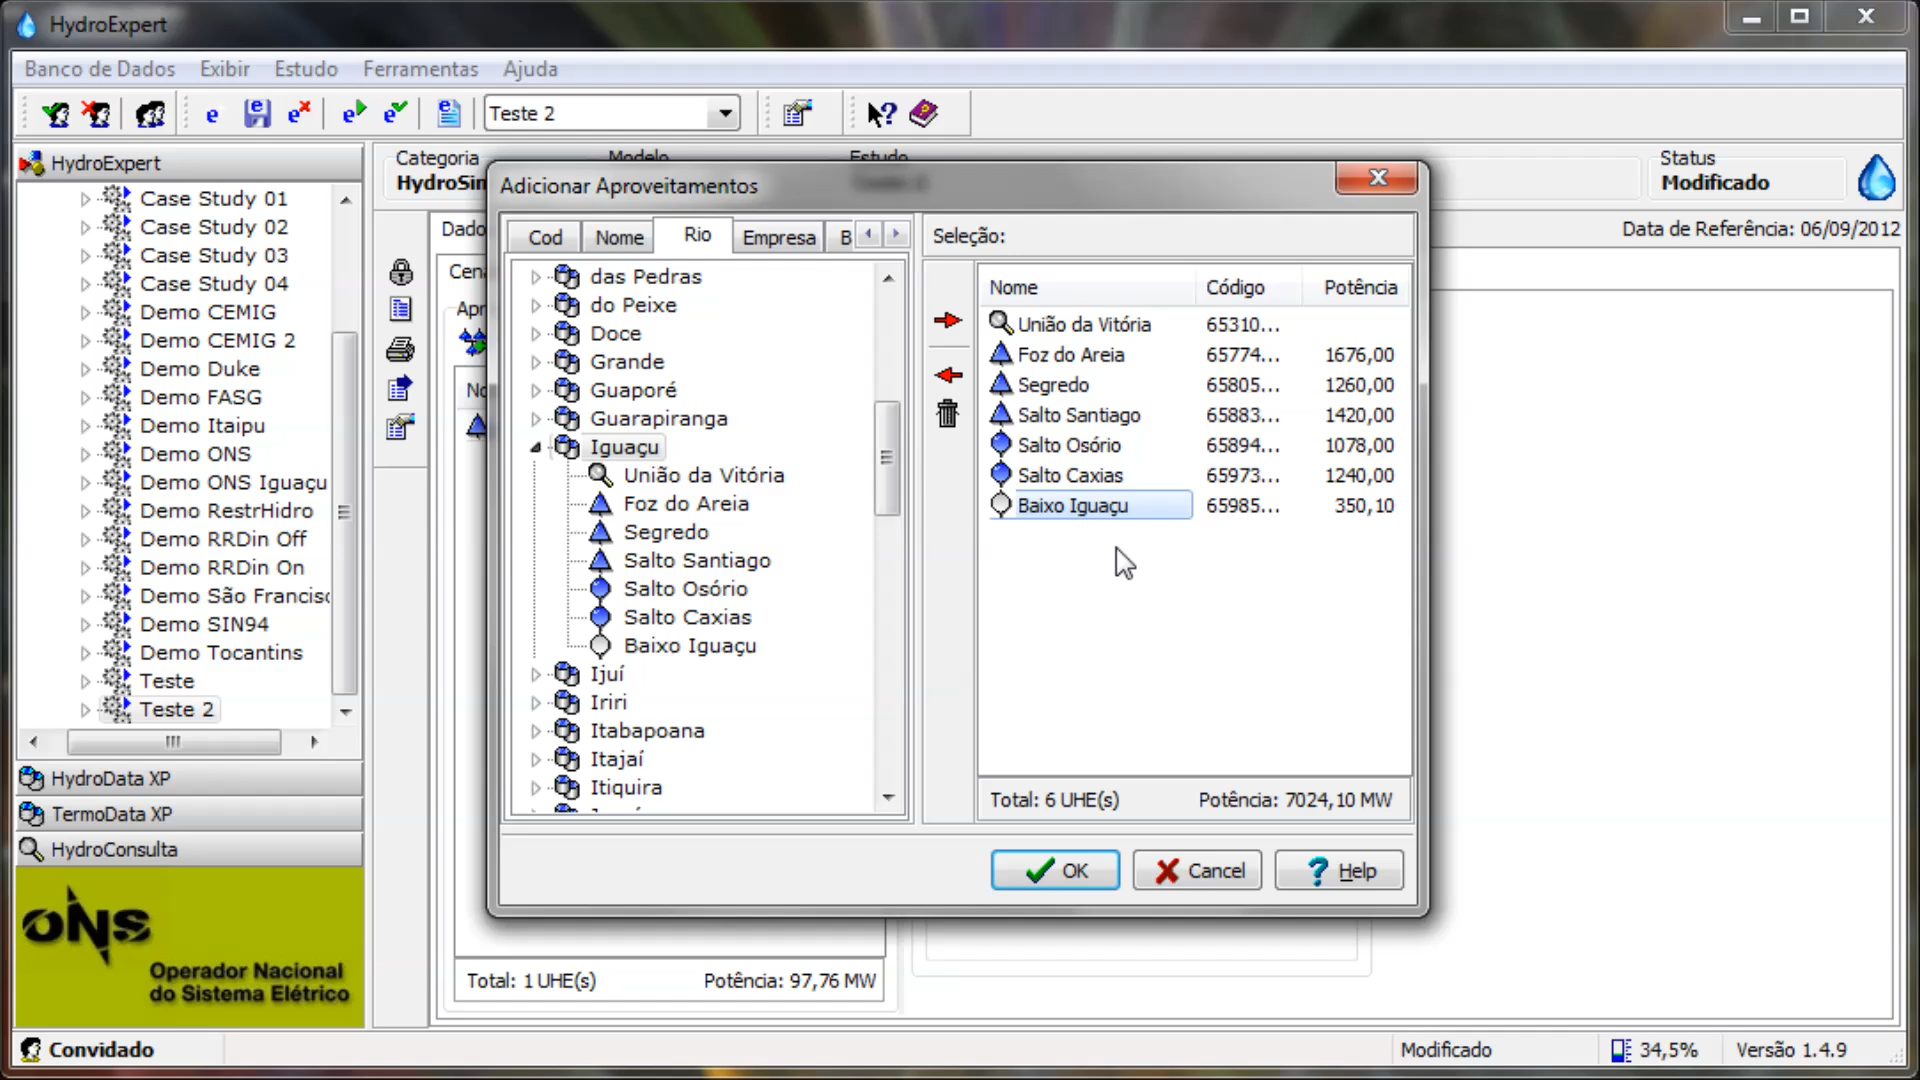 HydroExpert
Banco de Dados Exibir Estudo Ferramentas Ajuda
Teste 2
HydroExpert
Case Study 01
Case Study 02
Case Study 03
Case Study 04
Demo CEMIG
Demo CEMIG 2
Demo Duke
Demo FASG
Demo Itaipu
Demo ONS
Demo ONS Iguaçu
Demo RestrHidro
Demo RRDin Off
Demo RRDin On
Demo São Francisc
Demo SIN94
Demo Tocantins
Teste
Teste 2
HydroData XP
TermoData XP
HydroConsulta
ONS
Operador Nacional
do Sistema Elétrico
Categoria Modelo Estudo
HydroSin
Status
Modificado
Dado
Data de Referência: 06/09/2012
Cena
Apr
No
Adicionar Aproveitamentos
Cod Nome Rio Empresa B
das Pedras
do Peixe
Doce
Grande
Guaporé
Guarapiranga
Iguaçu
União da Vitória
Foz do Areia
Segredo
Salto Santiago
Salto Osório
Salto Caxias
Baixo Iguaçu
Ijuí
Iriri
Itabapoana
Itajaí
Itiquira
Seleção:
Nome Código Potência
União da Vitória 65310...
Foz do Areia 65774... 1676,00
Segredo 65805... 1260,00
Salto Santiago 65883... 1420,00
Salto Osório 65894... 1078,00
Salto Caxias 65973... 1240,00
Baixo Iguaçu 65985... 350,10
Total: 6 UHE(s) Potência: 7024,10 MW
OK Cancel Help
Total: 1 UHE(s) Potência: 97,76 MW
Convidado Modificado 34,5% Versão 1.4.9